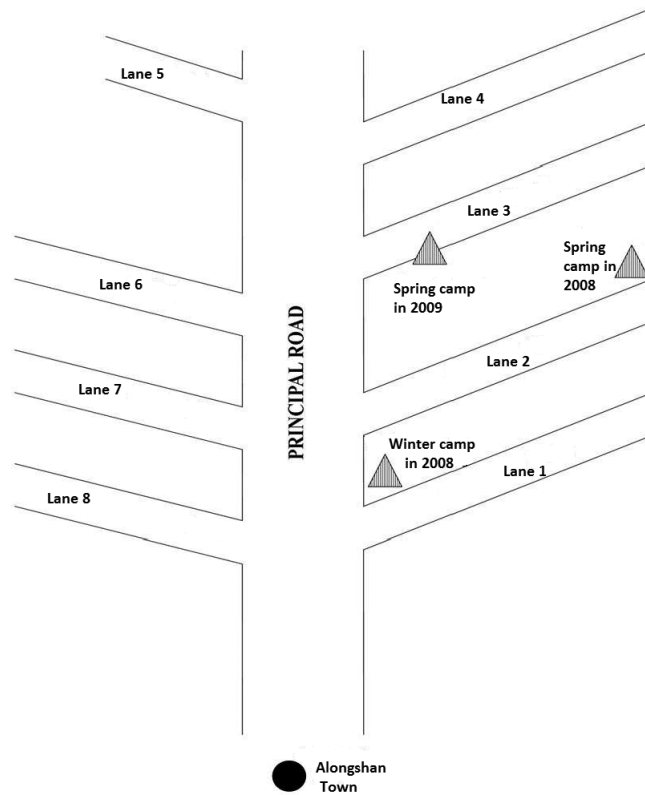 Lane 5
Lane 4
Lane 3
Spring
camp in
2008
Lane 6
Spring camp
in 2009
PRINCIPAL ROAD
Lane 2
Lane 7
Winter camp
in 2008
Lane 1
Lane 8
Alongshan
Town